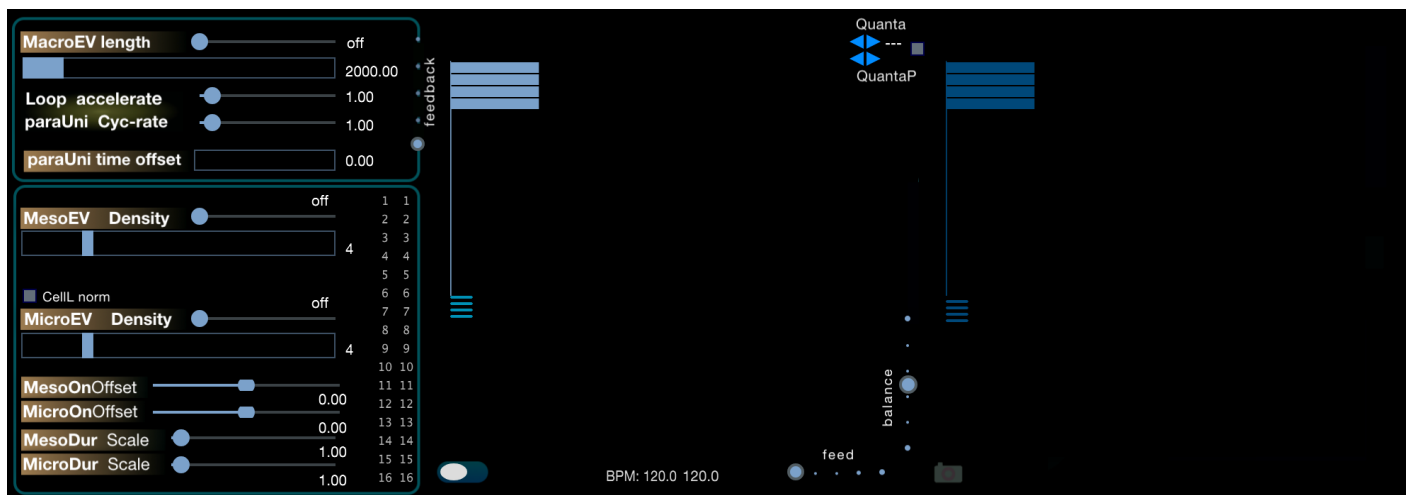 MacroEV length off
2000.00
Loop accelerate 1.00
paraUni Cyc-rate 1.00
paraUni time offset 0.00
feedback
Quanta
---
QuantaP
off
MesoEV Density
4
CellL norm
off
MicroEV Density
4
MesoOnOffset
0.00
MicroOnOffset
0.00
MesoDur Scale
1.00
MicroDur Scale
1.00
1 1
2 2
3 3
4 4
5 5
6 6
7 7
8 8
9 9
10 10
11 11
12 12
13 13
14 14
15 15
16 16
balance
feed
BPM: 120.0 120.0